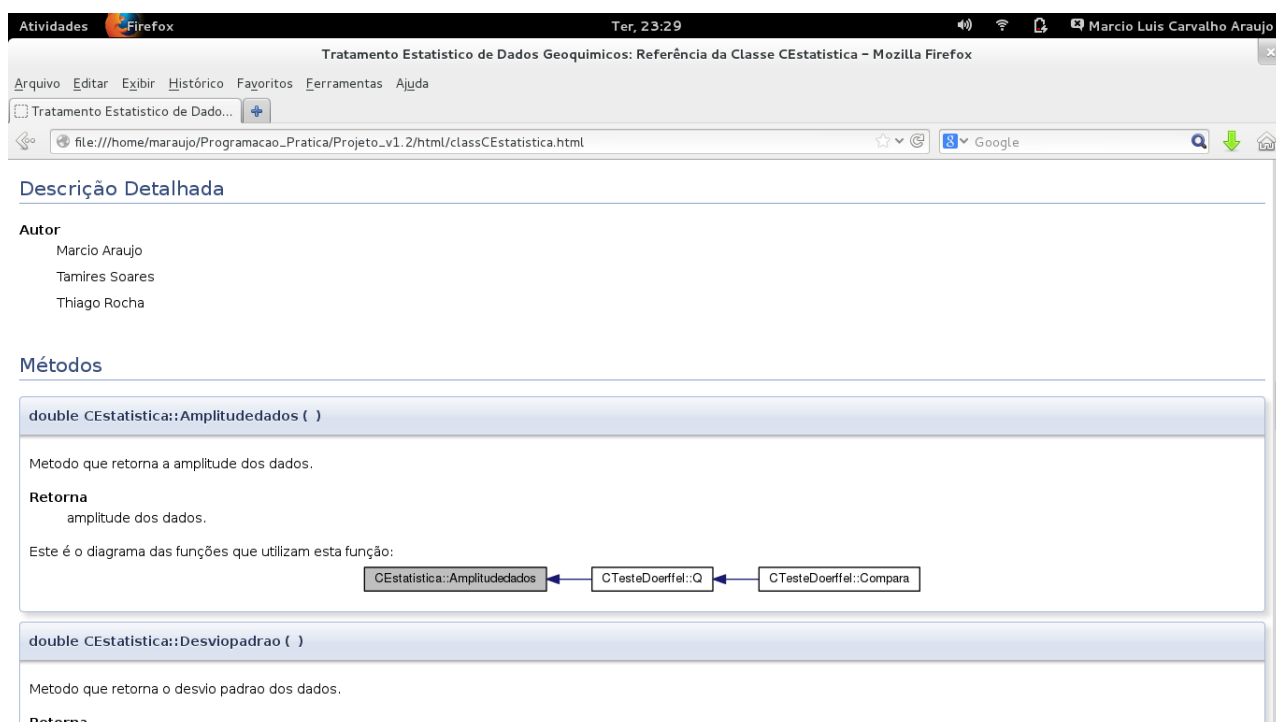 Atividades Firefox Ter, 23:29 Marcio Luis Carvalho Araujo
Tratamento Estatistico de Dados Geoquimicos: Referência da Classe CEstatistica - Mozilla Firefox
Arquivo Editar Exibir Histórico Favoritos Ferramentas Ajuda
Tratamento Estatistico de Dado...
file:///home/maraujo/Programacao_Pratica/Projeto_v1.2/html/classCEstatistica.html Google
Descrição Detalhada
Autor
Marcio Araujo
Tamires Soares
Thiago Rocha
Métodos
double CEstatistica::Amplitudedados ( )
Metodo que retorna a amplitude dos dados.
Retorna
amplitude dos dados.
Este é o diagrama das funções que utilizam esta função:
CEstatistica::Amplitudedados CTesteDoerffel::Q CTesteDoerffel::Compara
double CEstatistica::Desviopadrao ( )
Metodo que retorna o desvio padrao dos dados.
Retorna